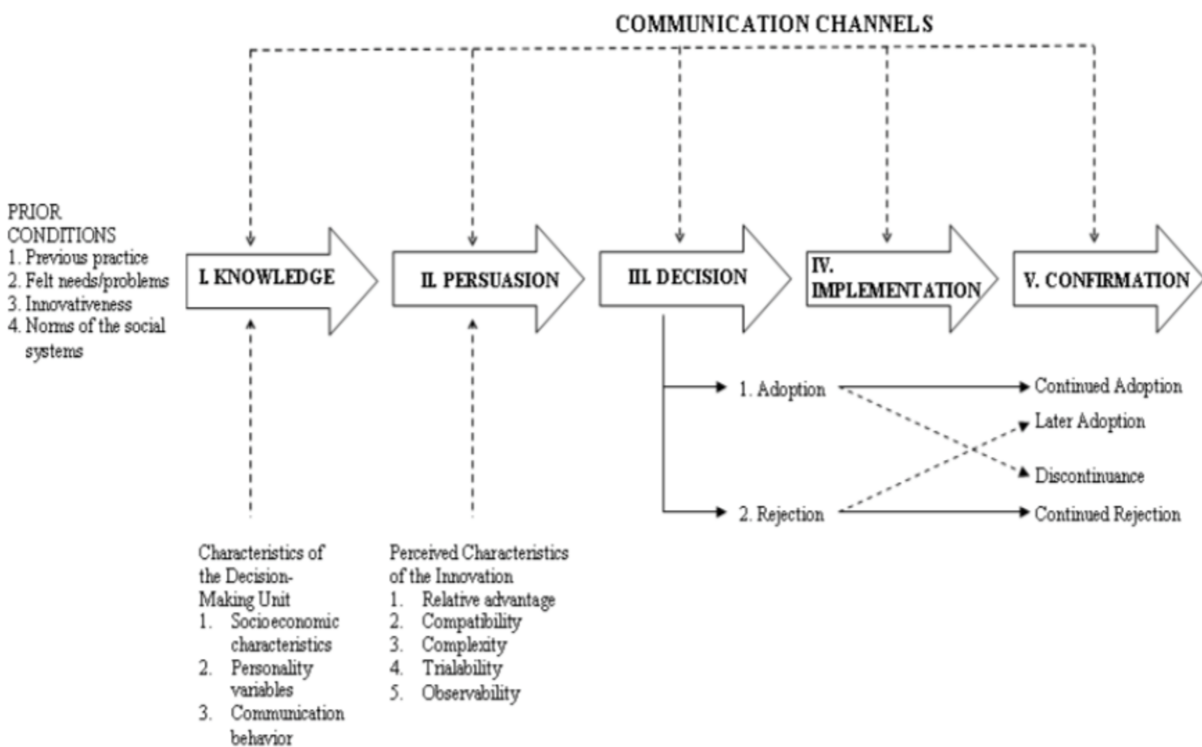 COMMUNICATION CHANNELS
PRIOR
CONDITIONS
1. Previous practice
2. Felt needs/problems
3. Innovativeness
4. Norms of the social
systems
I. KNOWLEDGE
II. PERSUASION
III. DECISION
IV.
IMPLEMENTATION
V. CONFIRMATION
1. Adoption
2. Rejection
Continued Adoption
Later Adoption
Discontinuance
Continued Rejection
Characteristics of
the Decision-
Making Unit
1. Socioeconomic
characteristics
2. Personality
variables
3. Communication
behavior
Perceived Characteristics
of the Innovation
1. Relative advantage
2. Compatibility
3. Complexity
4. Trialability
5. Observability